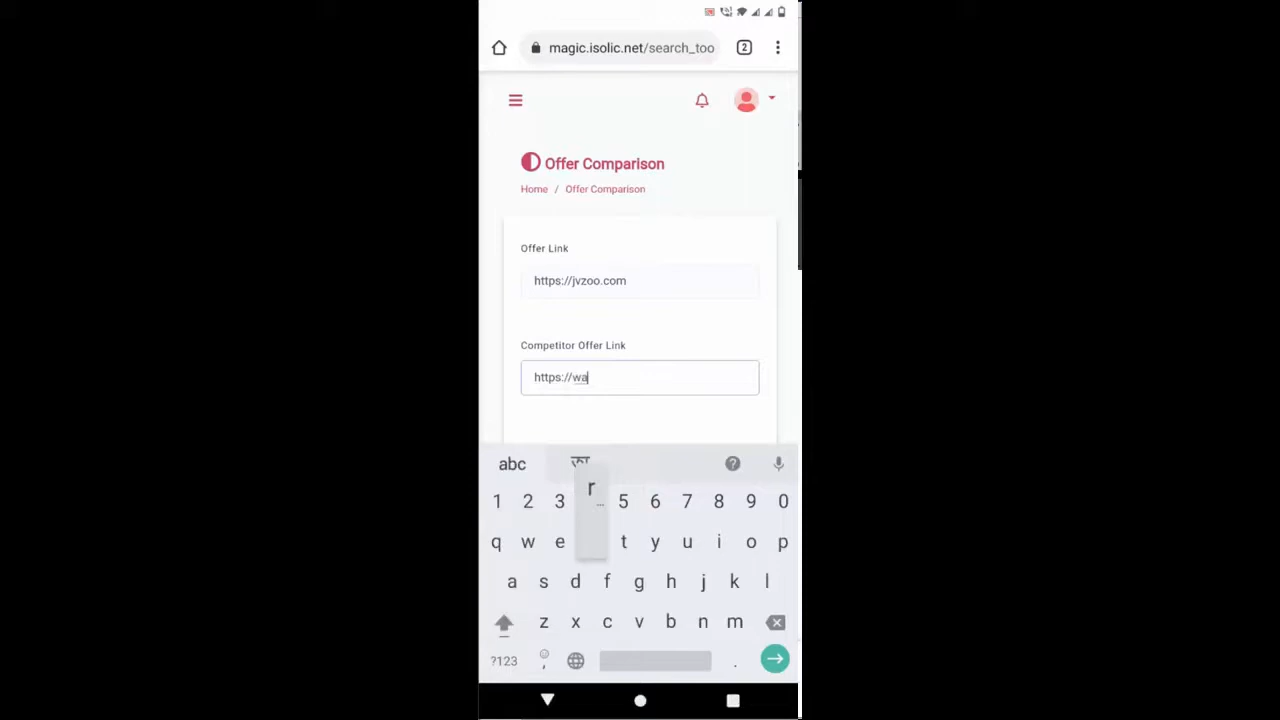 magic.isolic.net/search_too
2
Offer Comparison
Home / Offer Comparison
Offer Link
https://jvzoo.com
Competitor Offer Link
https://wa
abc
r
1 2 3 5 6 7 8 9 0
q w e t y u i o p
a s d f g h j k l
z x c v b n m
?123 , .